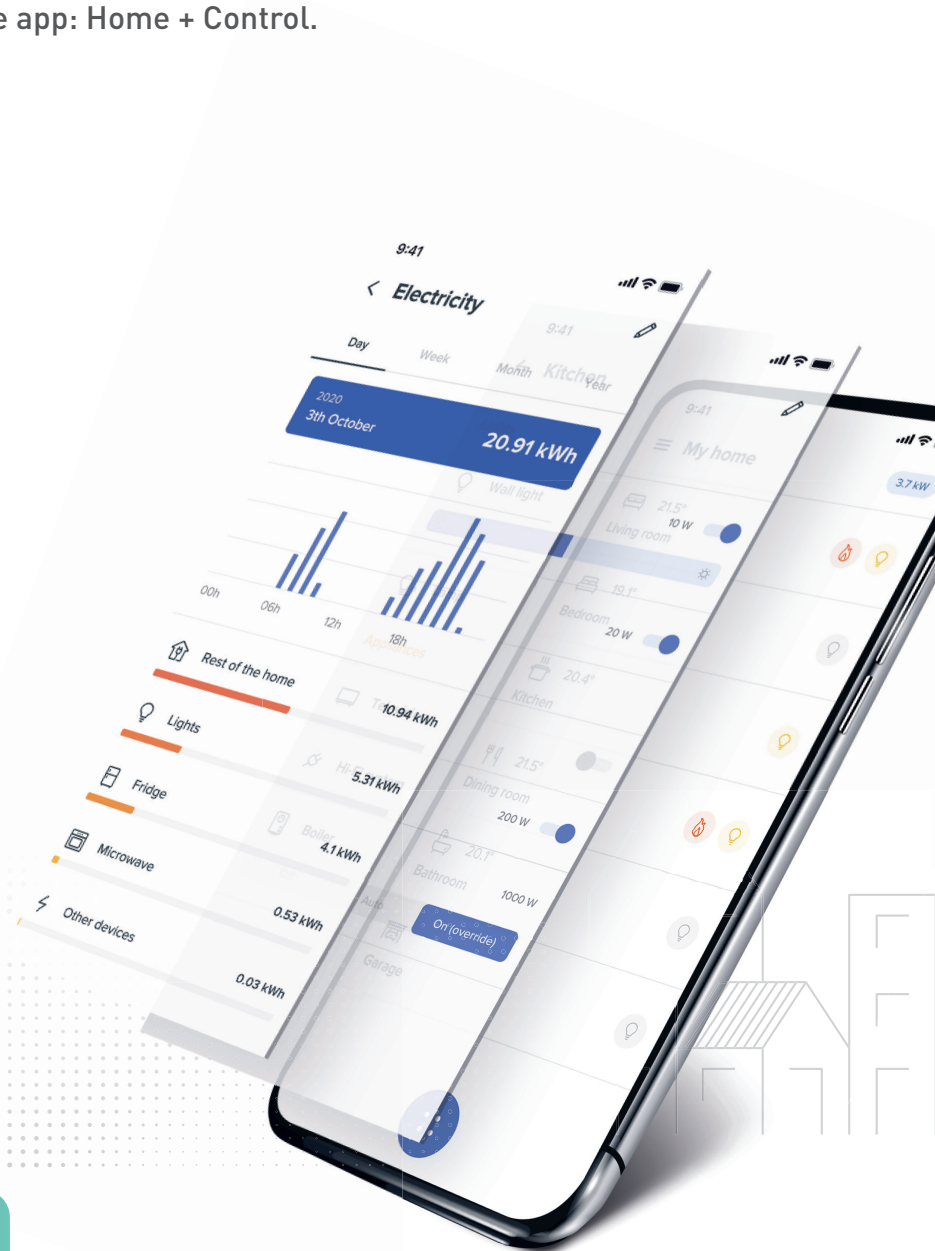 e app: Home + Control.
9:41
Electricity
Day
Week
Month
Year
2020
3th October
20.91 kWh
00h
06h
12h
18h
Rest of the home
10.94 kWh
Lights
5.31 kWh
Fridge
4.1 kWh
Microwave
0.53 kWh
Other devices
0.03 kWh
9:41
Kitchen
Wall light
10 W
20 W
Appliances
200 W
Boiler
1000 W
Auto
On (override)
9:41
My home
3.7 kW
21.5°
Living room
19.1°
Bedroom
20.4°
Kitchen
21.5°
Dining room
20.1°
Bathroom
Garage